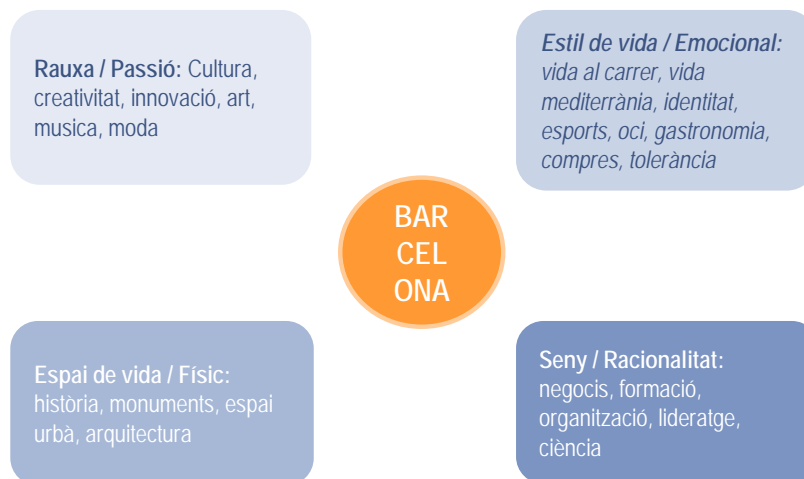 Rauxa / Passió: Cultura,
creativitat, innovació, art,
musica, moda
Estil de vida / Emocional:
vida al carrer, vida
mediterrània, identitat,
esports, oci, gastronomia,
compres, tolerància
BAR
CEL
ONA
Espai de vida / Físic:
història, monuments, espai
urbà, arquitectura
Seny / Racionalitat:
negocis, formació,
organització, lideratge,
ciència